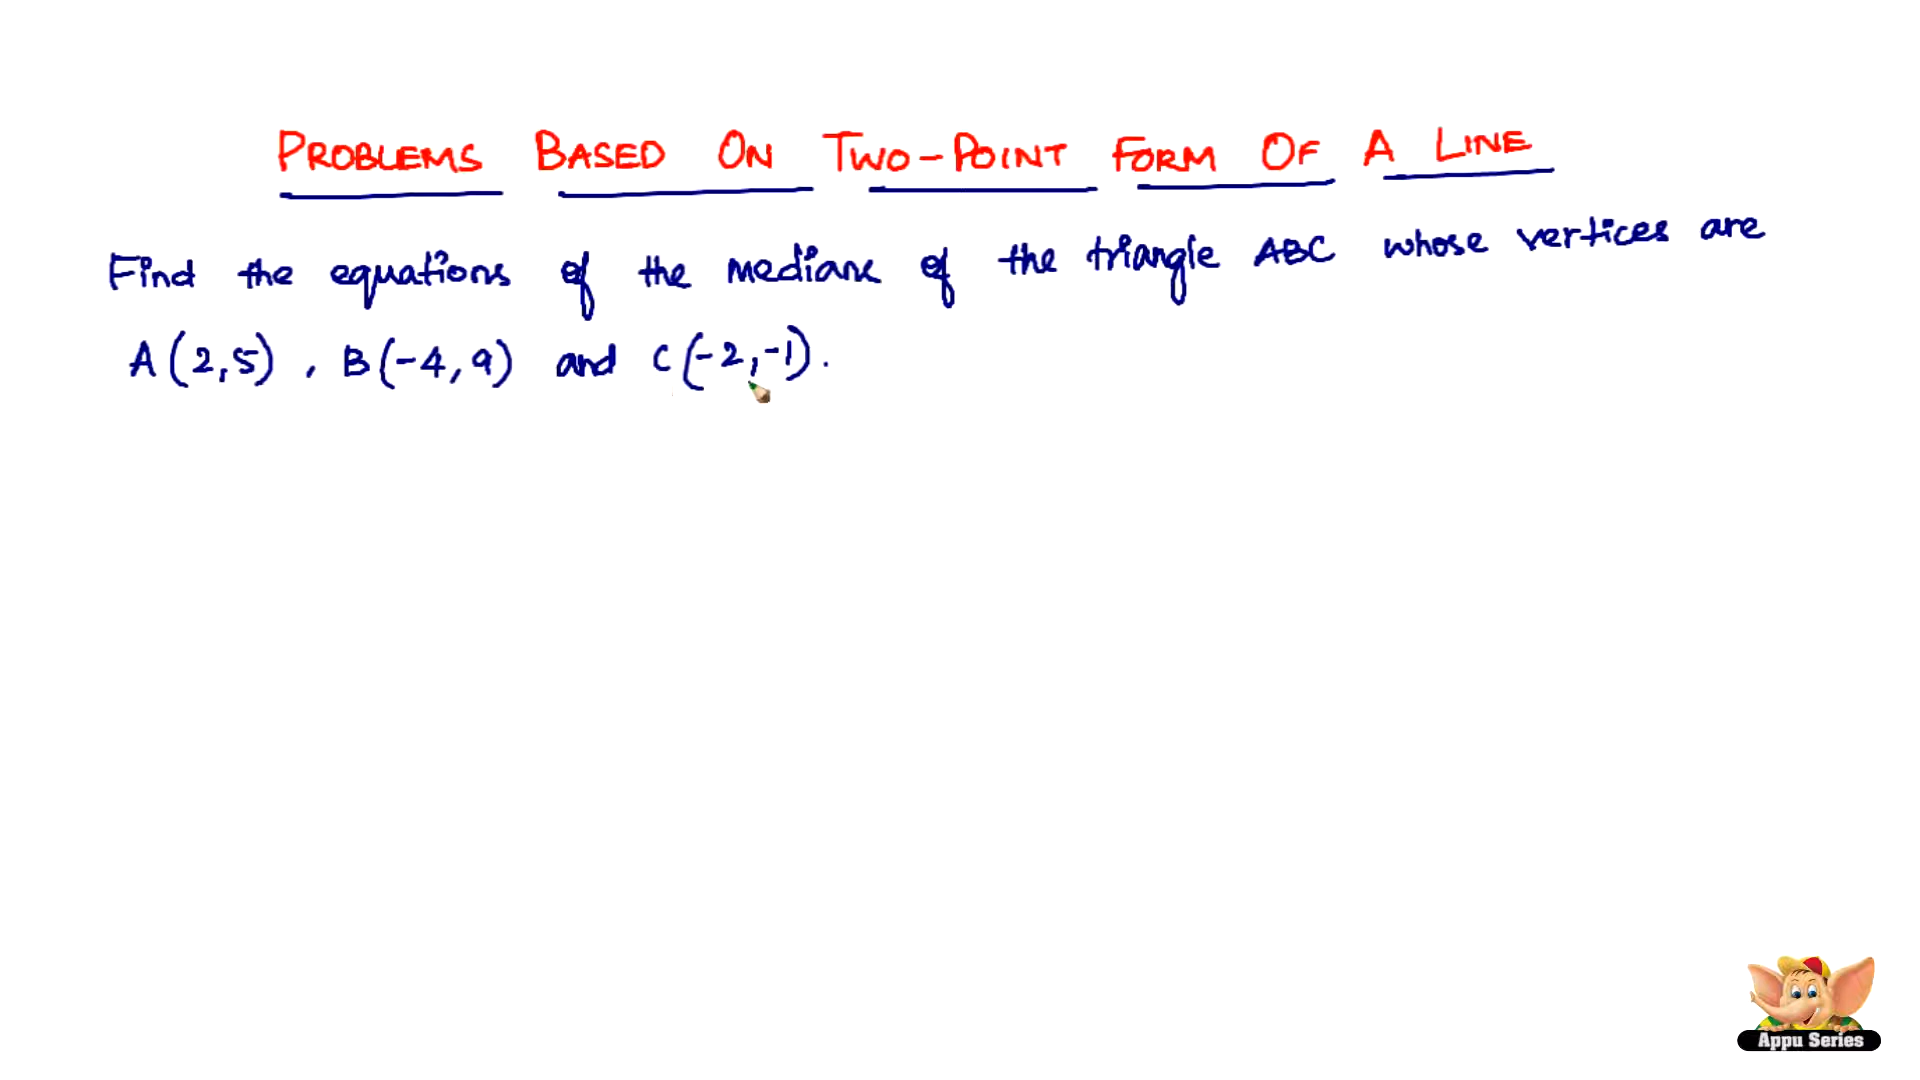 PROBLEMS BASED ON TWO-POINT FORM OF A LINE
Find the equations of the medians of the triangle ABC whose vertices are
A(2,5), B(-4,9) and C(-2,-1).
Appu Series